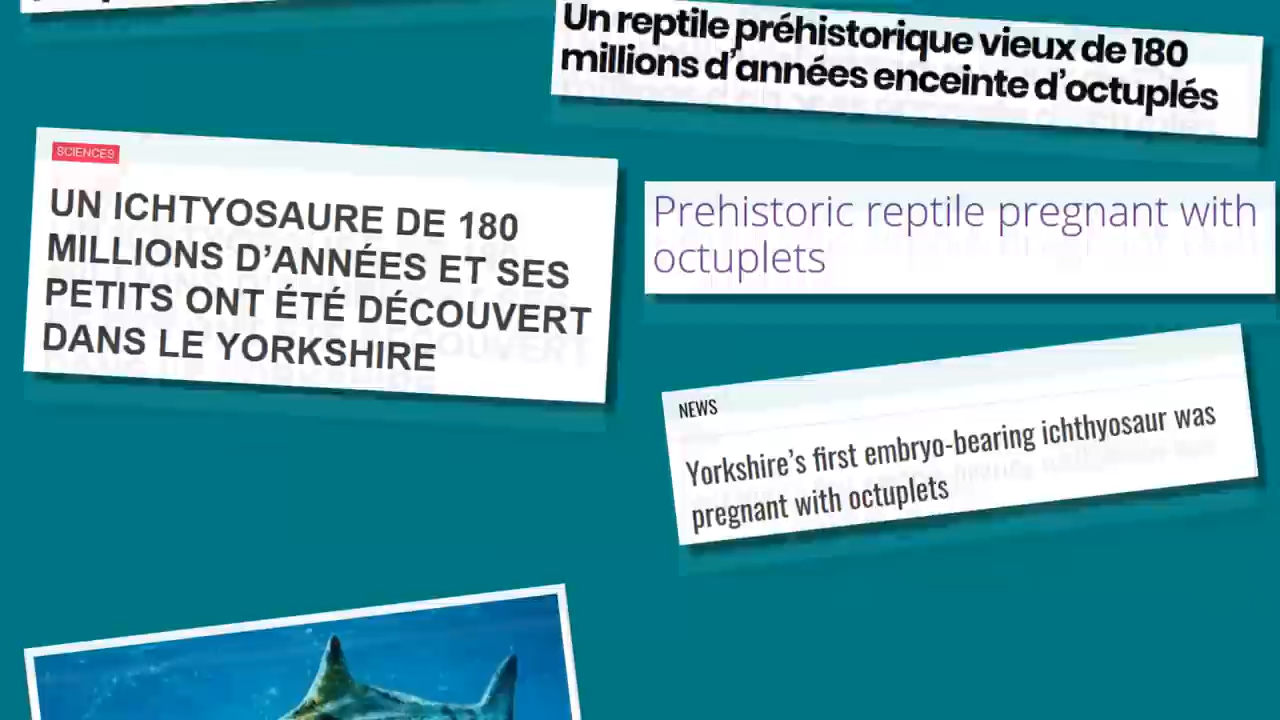 Un reptile préhistorique vieux de 180
millions d'années enceinte d'octuplés
SCIENCES
UN ICHTYOSAURE DE 180
MILLIONS D'ANNÉES ET SES
PETITS ONT ÉTÉ DÉCOUVERT
DANS LE YORKSHIRE
Prehistoric reptile pregnant with
octuplets
NEWS
Yorkshire's first embryo-bearing ichthyosaur was
pregnant with octuplets